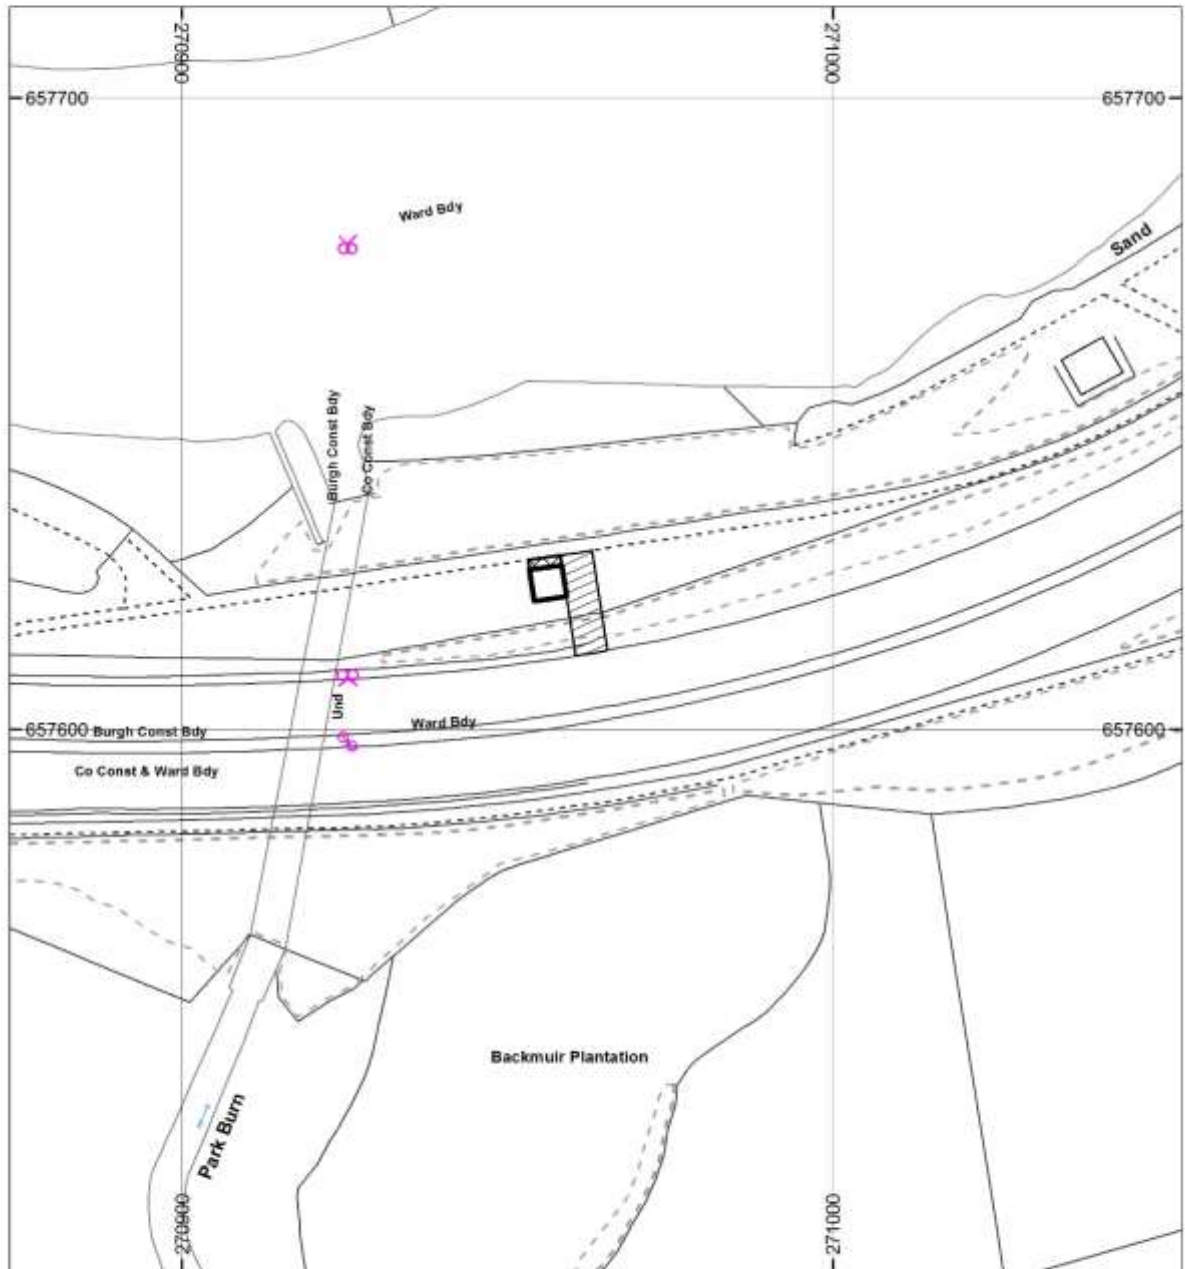 270900
271000
657700
657700
Ward Bdy
Sand
Burgh Const Bdy
Co Const Bdy
Und
Ward Bdy
657600
Burgh Const Bdy
657600
Co Const & Ward Bdy
Backmuir Plantation
Park Burn
270900
271000